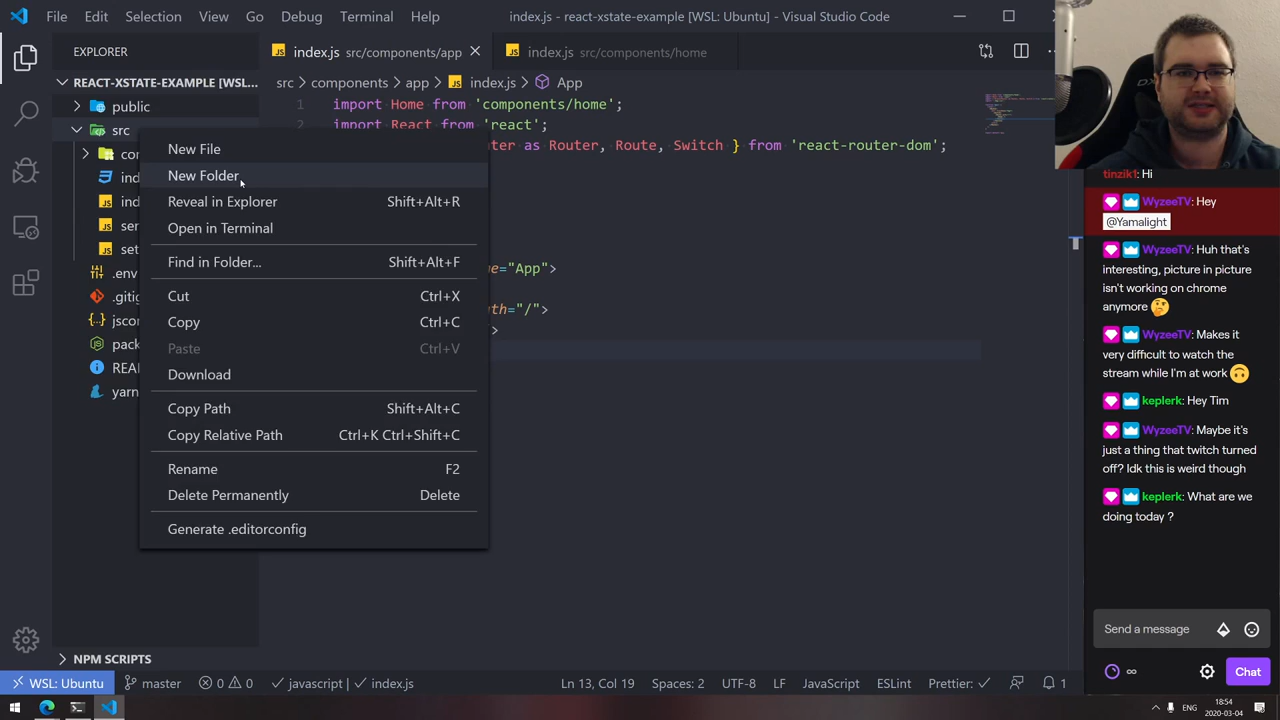 File Edit Selection View Go Debug Terminal Help
index.js - react-xstate-example [WSL: Ubuntu] - Visual Studio Code
EXPLORER
REACT-XSTATE-EXAMPLE [WSL...
public
src
index.js src/components/app
index.js src/components/home
src > components > app > index.js > App
import Home from 'components/home';
import React from 'react';
as Router, Route, Switch } from 'react-router-dom';
"App">
"/">
New File
New Folder
Reveal in Explorer Shift+Alt+R
Open in Terminal
Find in Folder... Shift+Alt+F
Cut Ctrl+X
Copy Ctrl+C
Paste Ctrl+V
Download
Copy Path Shift+Alt+C
Copy Relative Path Ctrl+K Ctrl+Shift+C
Rename F2
Delete Permanently Delete
Generate .editorconfig
NPM SCRIPTS
WSL: Ubuntu master 0 0 javascript | index.js
Ln 13, Col 19 Spaces: 2 UTF-8 LF JavaScript ESLint Prettier: 1
tinzik1: Hi
WyzeeTV: Hey
@Yamalight
WyzeeTV: Huh that's
interesting, picture in picture
isn't working on chrome
anymore
WyzeeTV: Makes it
very difficult to watch the
stream while I'm at work
keplerk: Hey Tim
WyzeeTV: Maybe it's
just a thing that twitch turned
off? Idk this is weird though
keplerk: What are we
doing today ?
Send a message
∞ Chat
ENG
18:54
2020-03-04